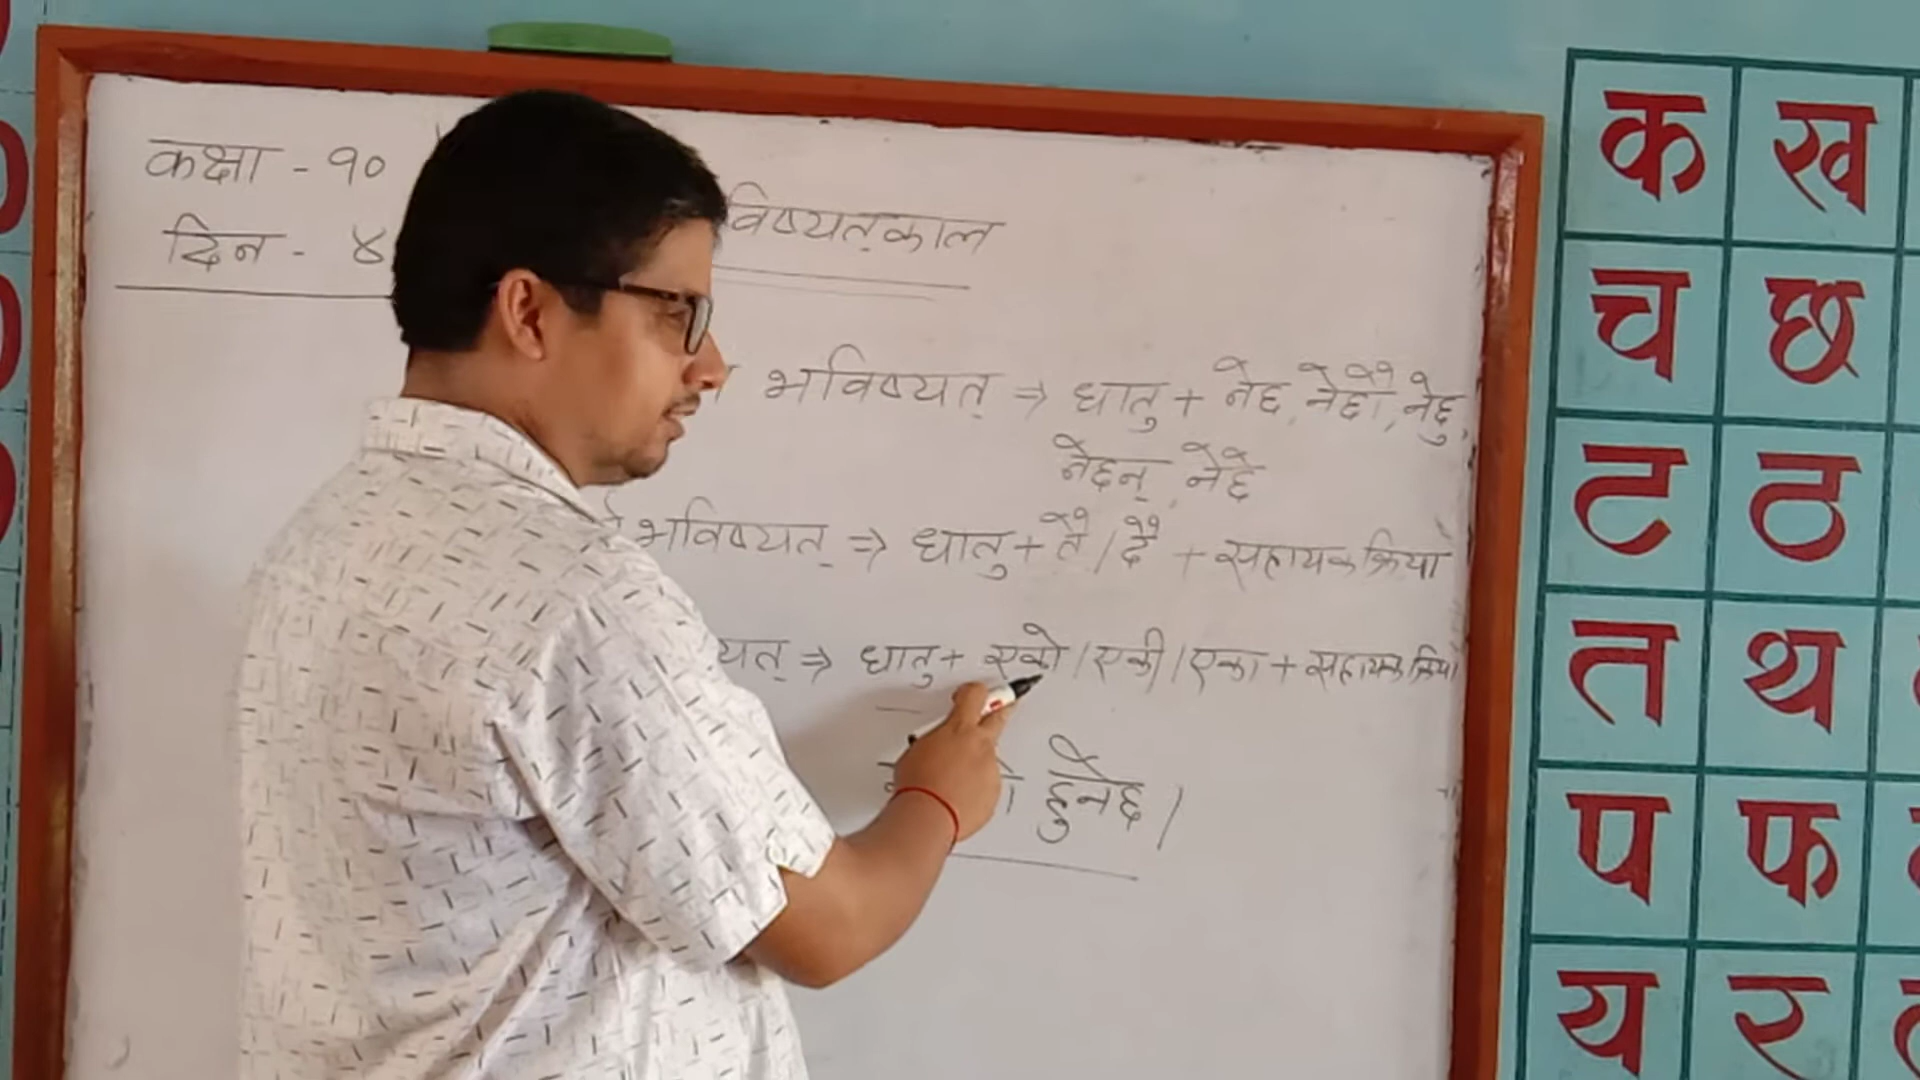 कक्षा - १०
दिन - ४
विष्यत्काल
भविष्यत् ⇒ धातु + नेछ, नेछौँ, नेछु,
नेछन्, नेछे
भविष्यत् ⇒ धातु + तै / दै + सहायक क्रिया
यत् ⇒ धातु + एको / एकी / एका + सहायक क्रिया
हुनेछ ।
क ख
च छ
ट ठ
त थ
प फ
य र